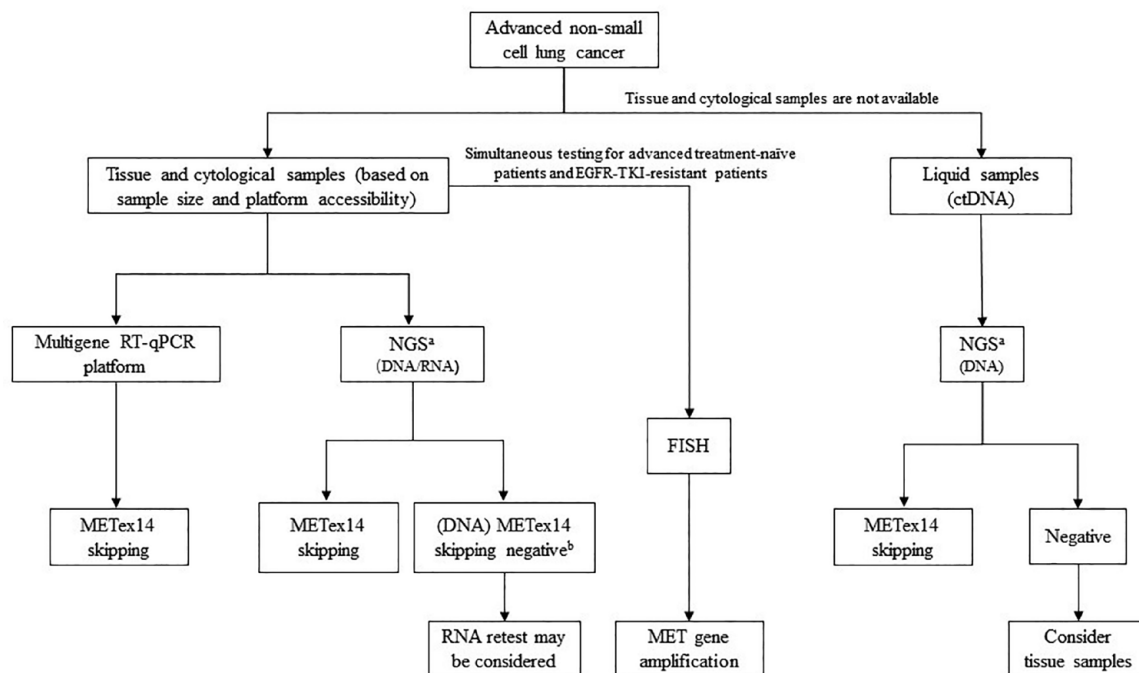 Advanced non-small
cell lung cancer
Tissue and cytological samples are not available
Simultaneous testing for advanced treatment-naïve
patients and EGFR-TKI-resistant patients
Tissue and cytological samples (based on
sample size and platform accessibility)
Liquid samples
(ctDNA)
Multigene RT-qPCR
platform
NGSᵃ
(DNA/RNA)
NGSᵃ
(DNA)
FISH
METex14
skipping
METex14
skipping
(DNA) METex14
skipping negativeᵇ
METex14
skipping
Negative
RNA retest may
be considered
MET gene
amplification
Consider
tissue samples